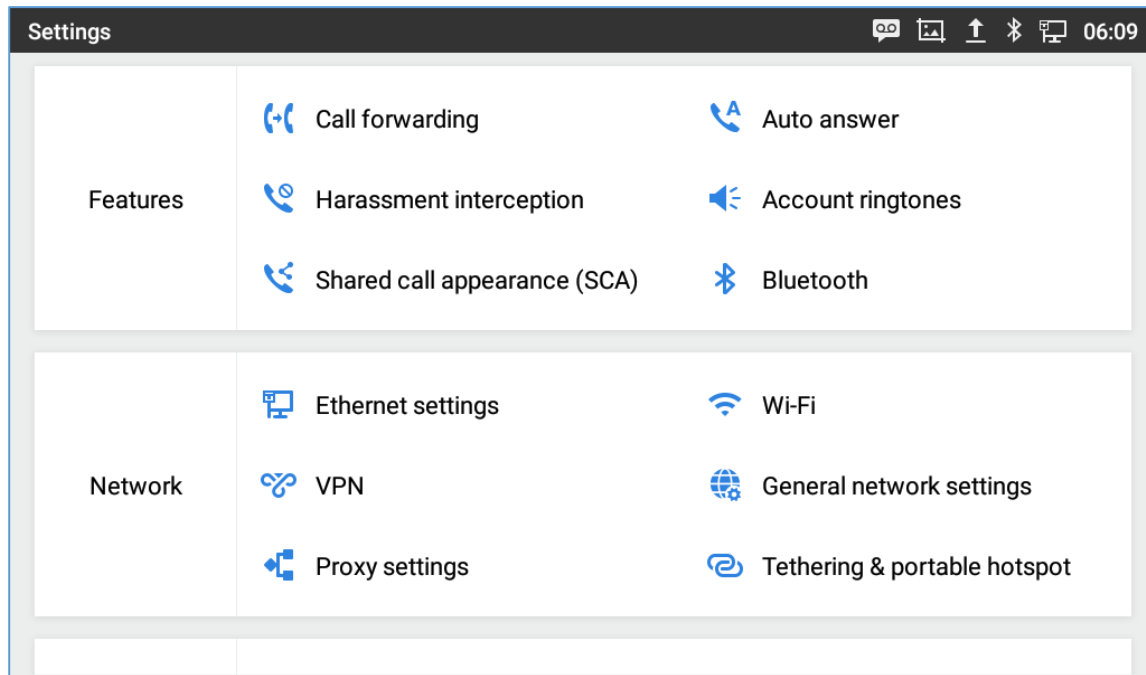 Settings 06:09
Call forwarding Auto answer
Features Harassment interception Account ringtones
Shared call appearance (SCA) Bluetooth
Ethernet settings Wi-Fi
Network VPN General network settings
Proxy settings Tethering & portable hotspot